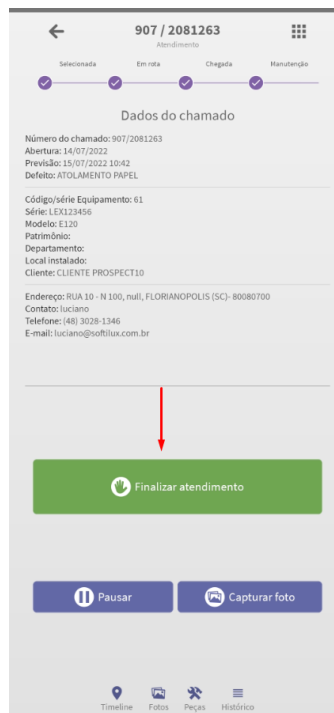 907 / 2081263
Atendimento
Selecionada Em rota Chegada Manutenção
Dados do chamado
Número do chamado: 907/2081263
Abertura: 14/07/2022
Previsão: 15/07/2022 10:42
Defeito: ATOLAMENTO PAPEL
Código/série Equipamento: 61
Série: LEX123456
Modelo: E120
Patrimônio:
Departamento:
Local instalado:
Cliente: CLIENTE PROSPECT10
Endereço: RUA 10 - N 100, null, FLORIANOPOLIS (SC)- 80080700
Contato: luciano
Telefone: (48) 3028-1346
E-mail: luciano@softilux.com.br
Finalizar atendimento
Pausar Capturar foto
Timeline Fotos Peças Histórico